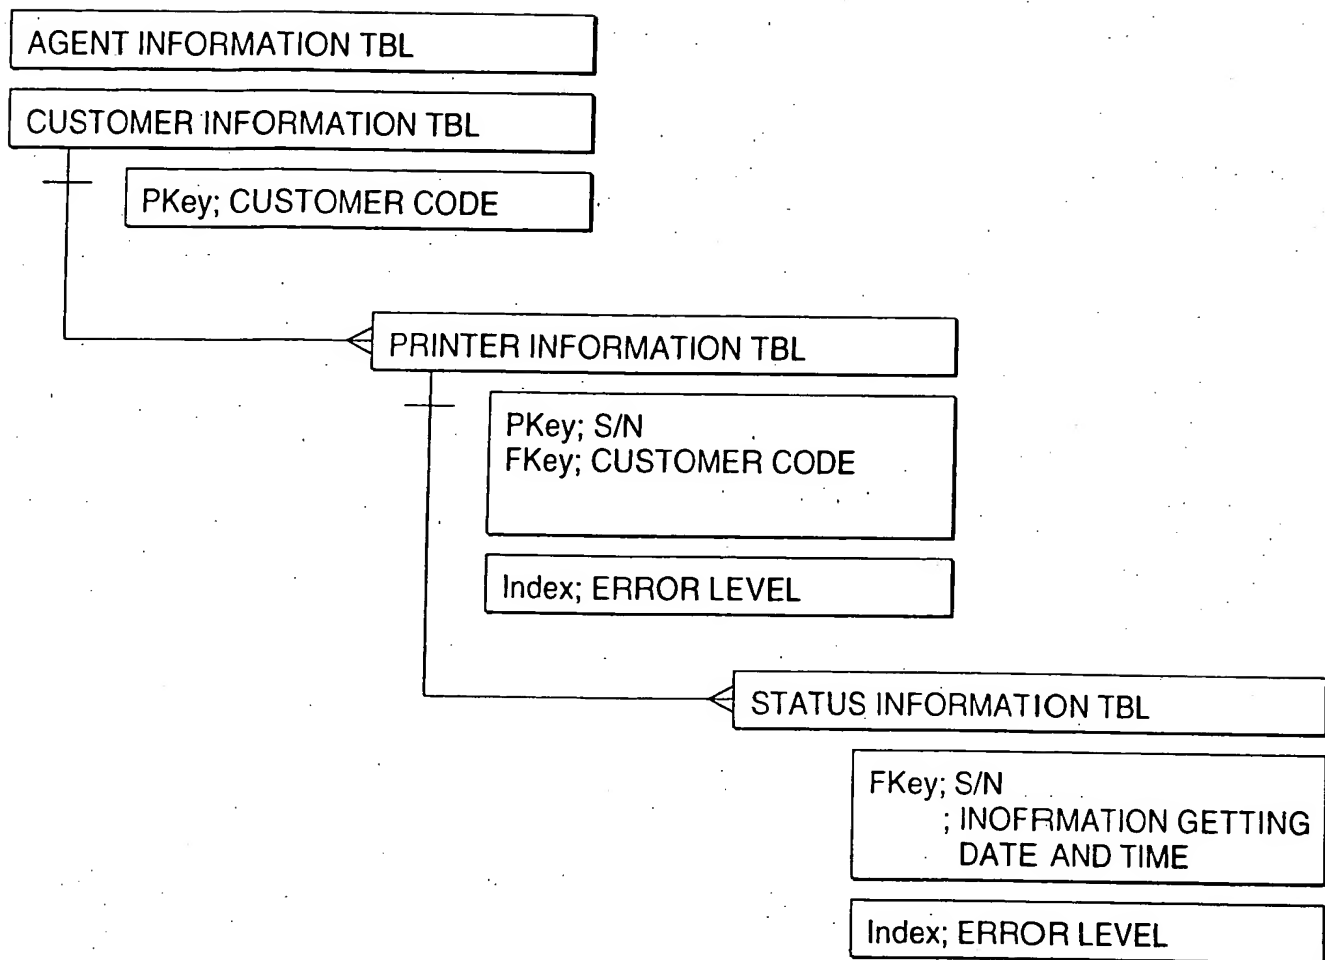 AGENT INFORMATION TBL
CUSTOMER INFORMATION TBL
PKey; CUSTOMER CODE
PRINTER INFORMATION TBL
PKey; S/N
FKey; CUSTOMER CODE
Index; ERROR LEVEL
STATUS INFORMATION TBL
FKey; S/N
; INOFRMATION GETTING
DATE AND TIME
Index; ERROR LEVEL